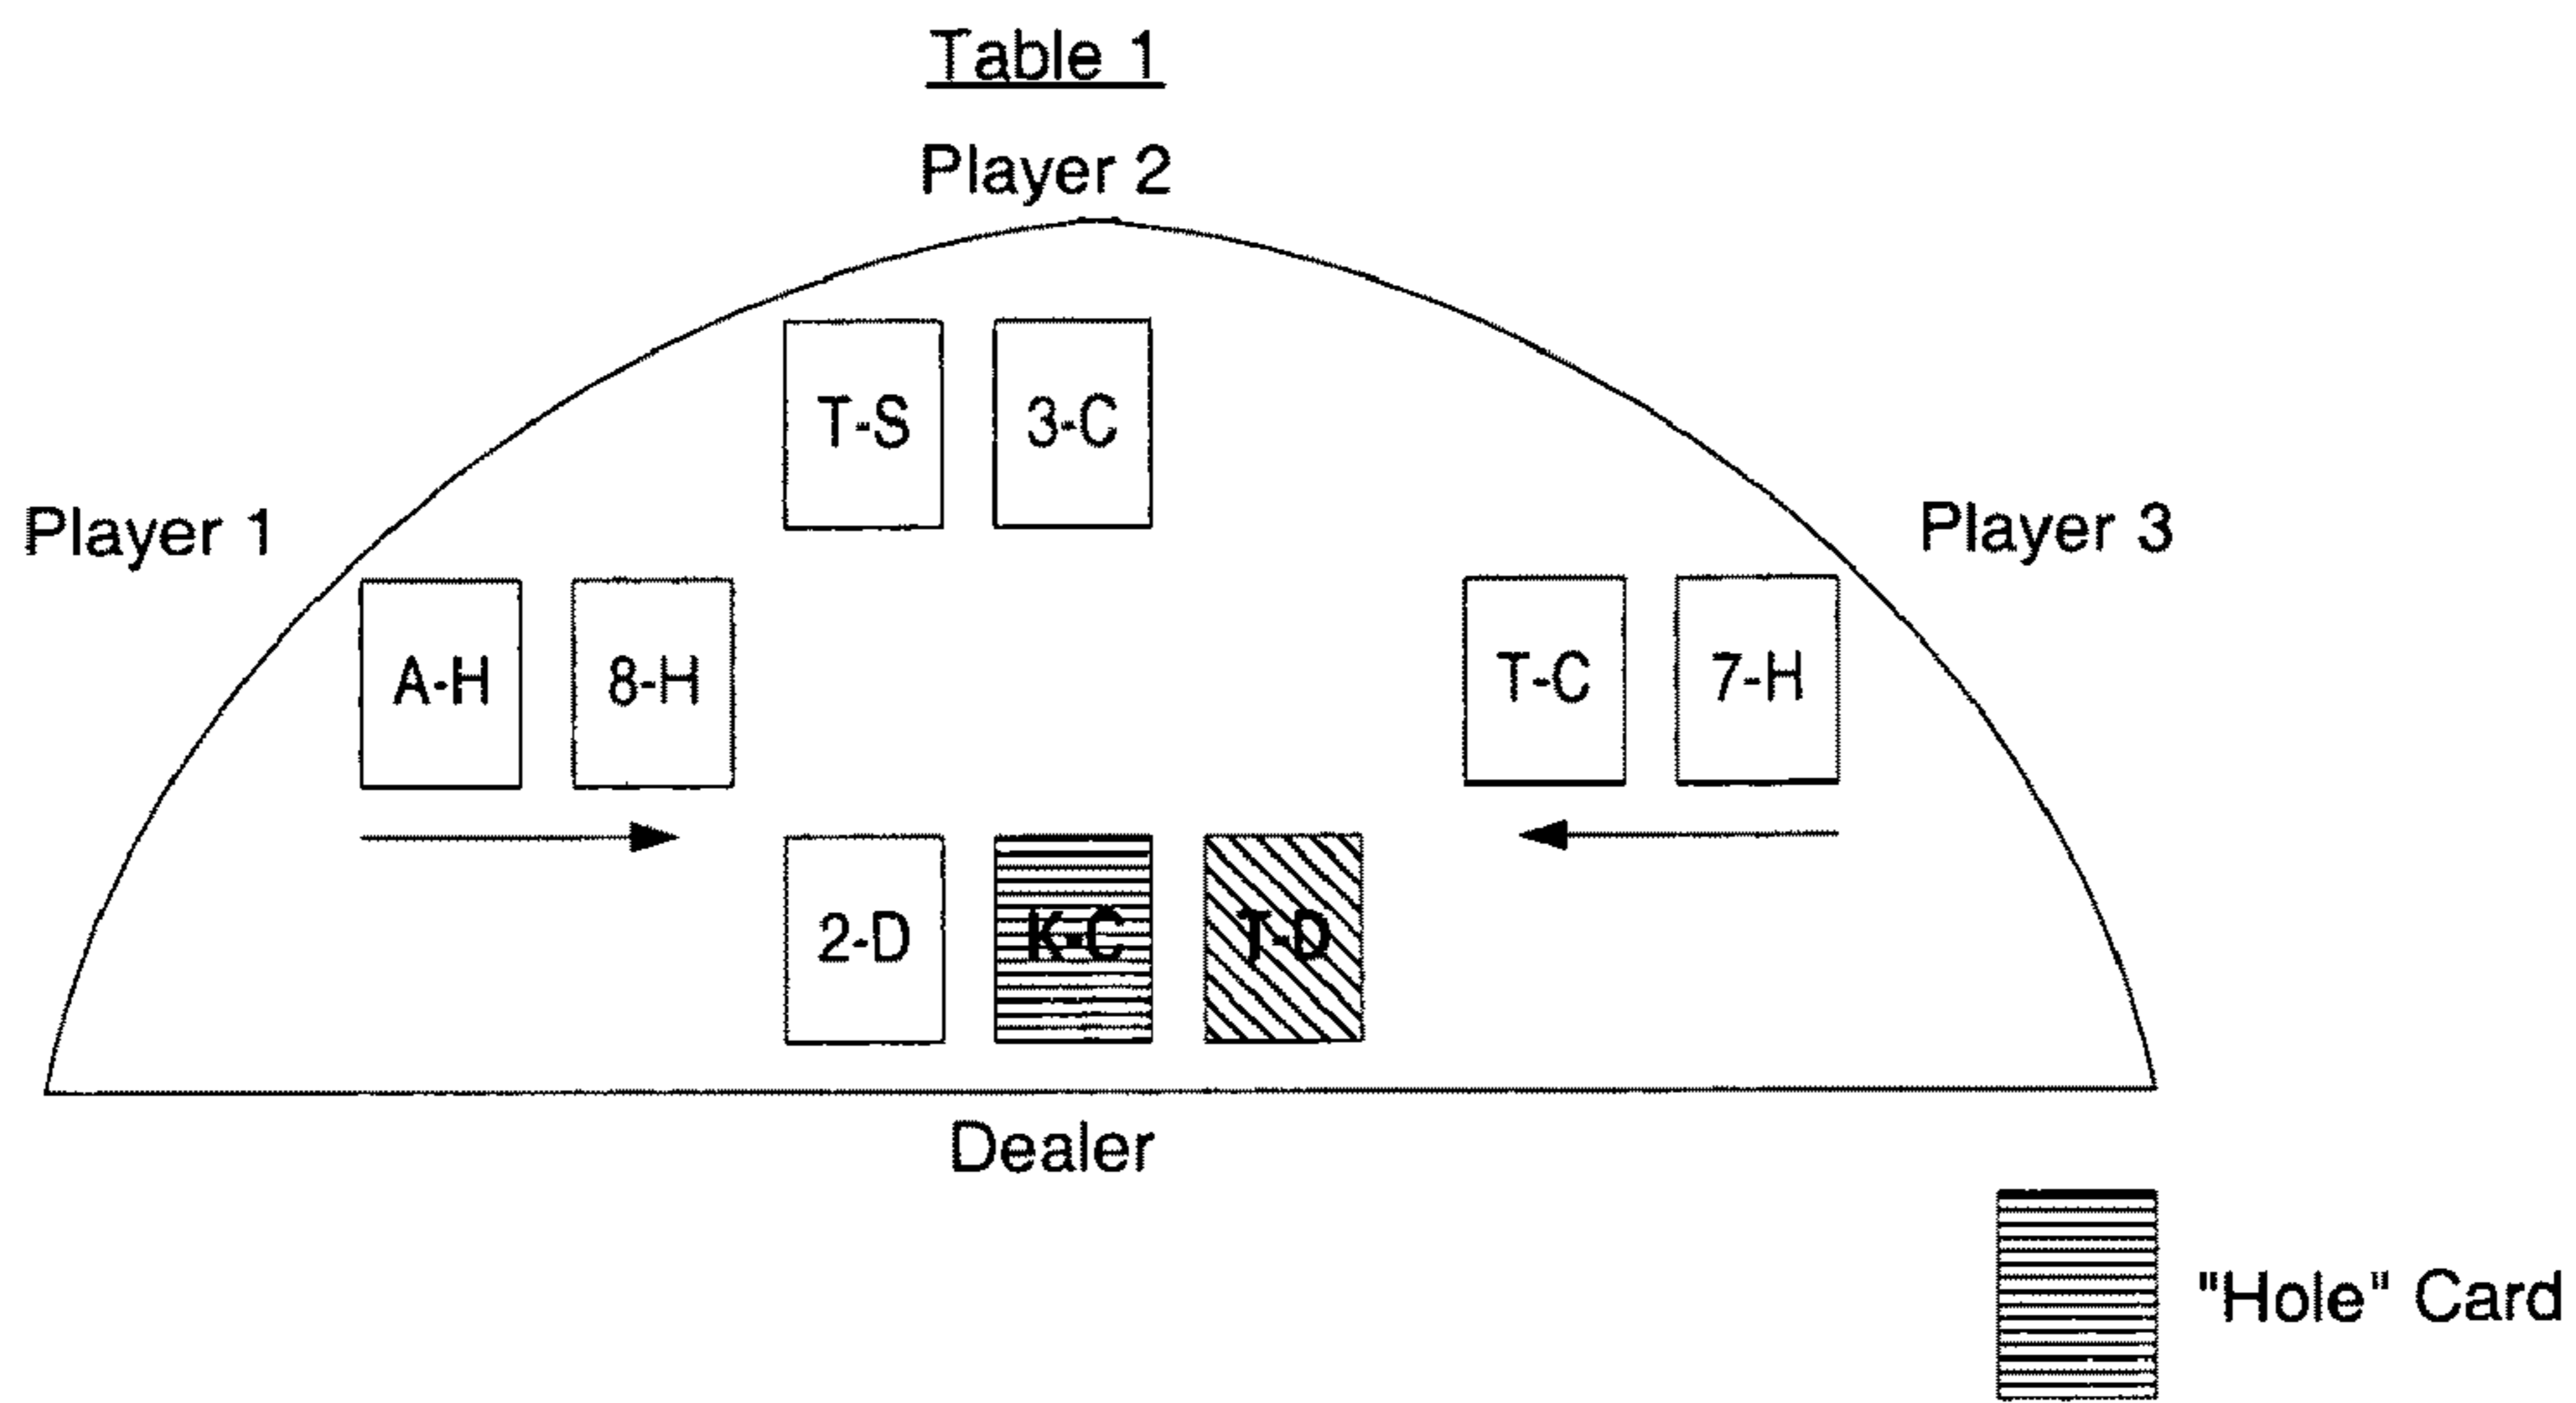 Table 1
Player 2
T-S
3-C
Player 1
Player 3
A-H
8-H
T-C
7-H
2-D
K-C
T-D
Dealer
"Hole" Card